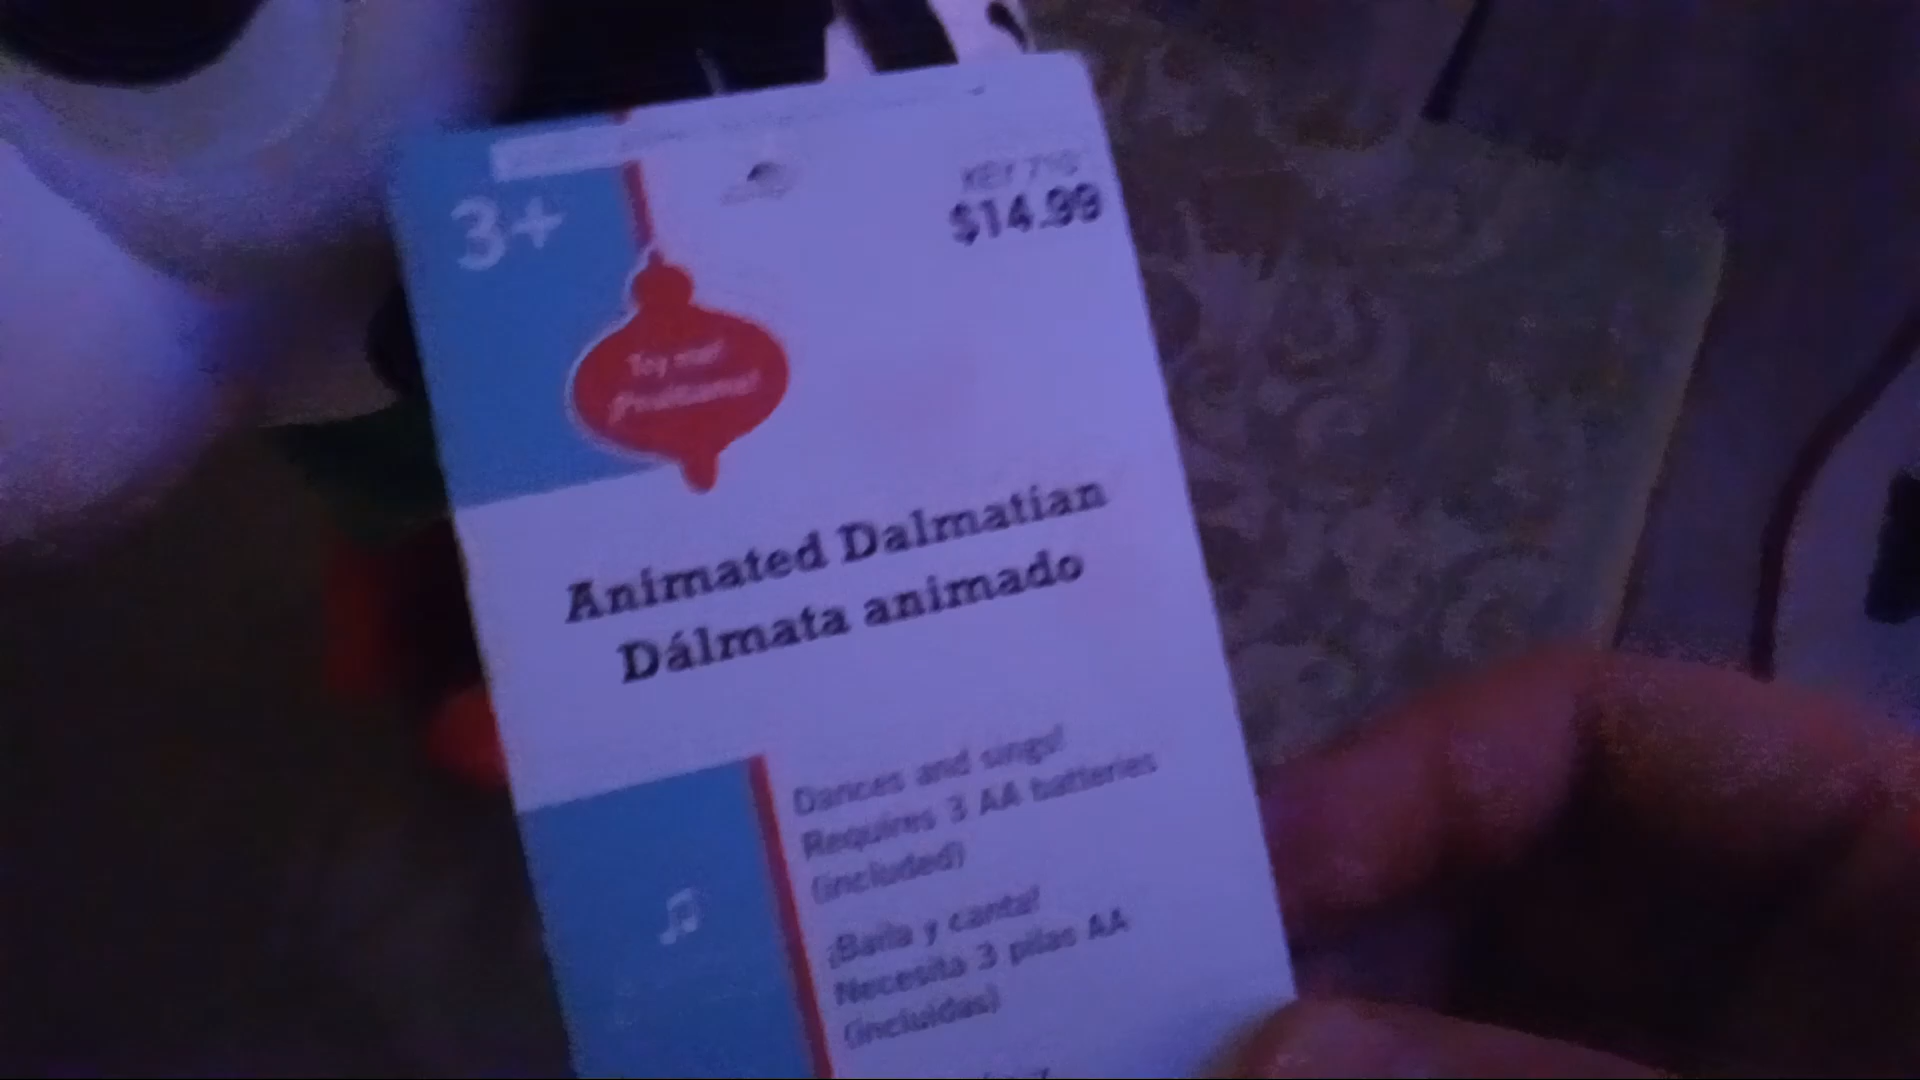 3+
$14.99
Animated Dalmatian
Dálmata animado
Dances and sings!
Requires 3 AA batteries
(included)
¡Baila y canta!
Necesita 3 pilas AA
(incluidas)